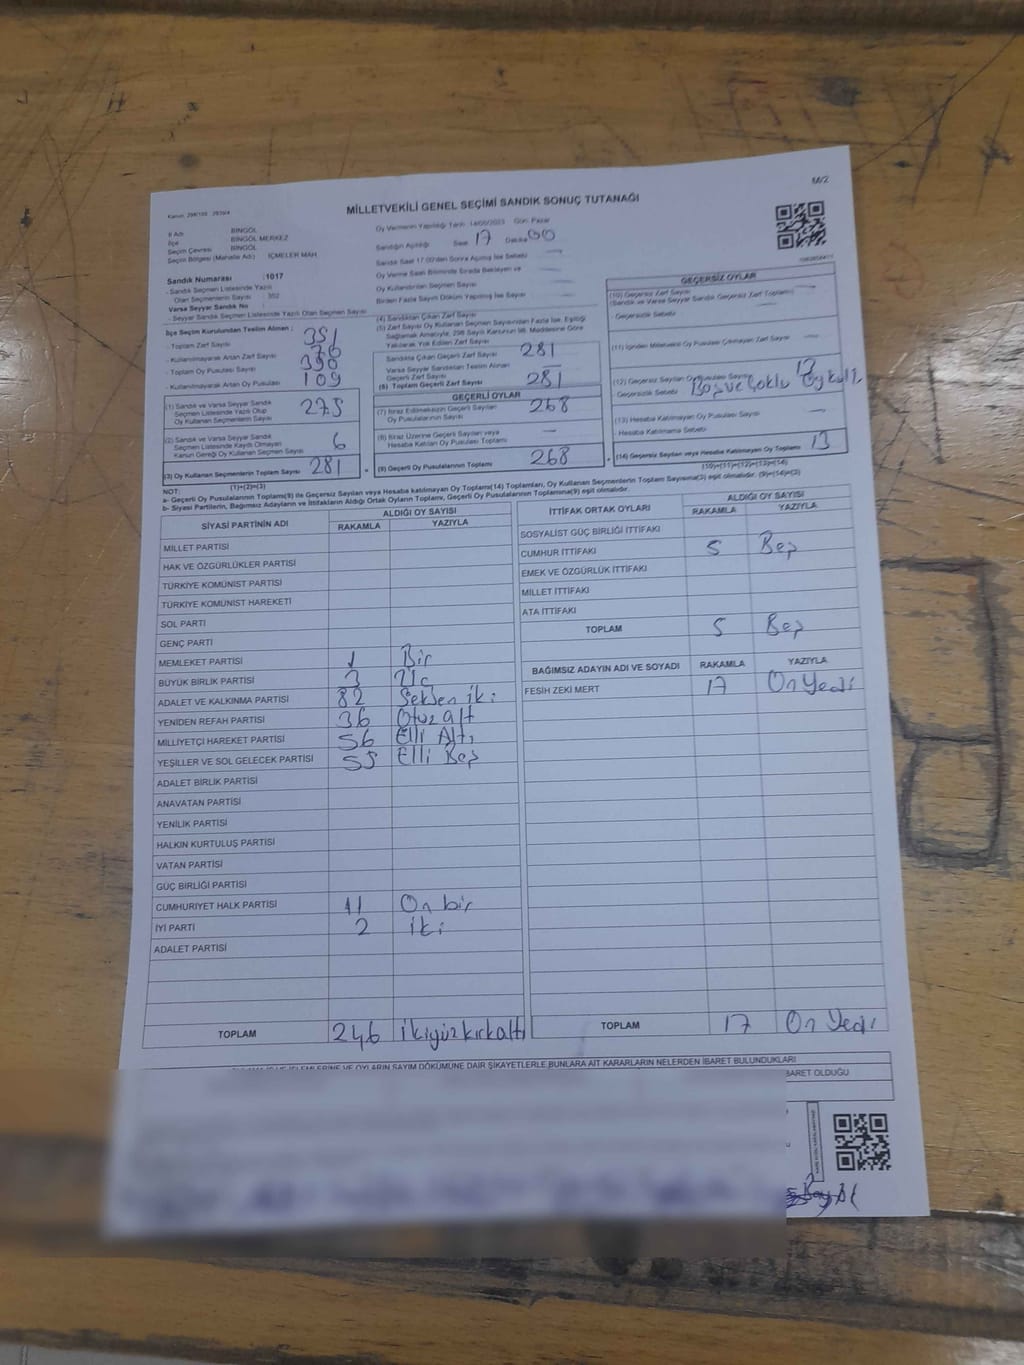 M/2
MİLLETVEKİLİ GENEL SEÇİMİ SANDIK SONUÇ TUTANAĞI
İl Adı BİNGÖL
İlçe BİNGÖL MERKEZ
Seçim Çevresi BİNGÖL
Seçim Bölgesi (Mahalle Adı) İÇMELER MAH.
Oy Vermenin Yapıldığı Tarih 14/05/2023 Gün Pazar
Sandığın Açıldığı Saat 17 Dakika 00
Sandık Saat 17.00'den Sonra Açılmış İse Sebebi
Oy Verme Saati Bitiminde Sırada Bekleyen ve
Oy Kullandırılan Seçmen Sayısı
Birden Fazla Sayım Döküm Yapılmış İse Sayısı
Sandık Numarası : 1017
- Sandık Seçmen Listesinde Yazılı
Olan Seçmenlerin Sayısı : 352
Varsa Seyyar Sandık No
- Seyyar Sandık Seçmen Listesinde Yazılı Olan Seçmen Sayısı
İlçe Seçim Kurulundan Teslim Alınan ;
- Toplam Zarf Sayısı 351
- Kullanılmayarak Artan Zarf Sayısı
- Toplam Oy Pusulası Sayısı 390
- Kullanılmayarak Artan Oy Pusulası 109
(1) Sandık ve Varsa Seyyar Sandık
Seçmen Listesinde Yazılı Olup
Oy Kullanan Seçmenlerin Sayısı 275
(2) Sandık ve Varsa Seyyar Sandık
Seçmen Listesinde Kaydı Olmayan
Kanun Gereği Oy Kullanan Seçmen Sayısı 6
(3) Oy Kullanan Seçmenlerin Toplam Sayısı 281
(1)+(2)=(3)
(4) Sandıktan Çıkan Zarf Sayısı
(5) Zarf Sayısı Oy Kullanan Seçmen Sayısından Fazla İse, Eşitliği
Sağlamak Amacıyla, 298 Sayılı Kanunun 98. Maddesine Göre
Yakılarak Yok Edilen Zarf Sayısı
Sandıkta Çıkan Geçerli Zarf Sayısı 281
Varsa Seyyar Sandıktan Teslim Alınan
Geçerli Zarf Sayısı
(6) Toplam Geçerli Zarf Sayısı 281
GEÇERLİ OYLAR
(7) İtiraz Edilmeksizin Geçerli Sayılan
Oy Pusulalarının Sayısı 268
(8) İtiraz Üzerine Geçerli Sayılan veya
Hesaba Katılan Oy Pusulası Toplamı
(9) Geçerli Oy Pusulalarının Toplamı 268
GEÇERSİZ OYLAR
(10) Geçersiz Zarf Sayısı
(Sandık ve Varsa Seyyar Sandık Geçersiz Zarf Toplamı)
Geçersizlik Sebebi
(11) İçinden Milletvekili Oy Pusulası Çıkmayan Zarf Sayısı
(12) Geçersiz Sayılan Oy Pusulası Sayısı 13
Geçersizlik Sebebi Boş ve Çoklu Oy kull.
(13) Hesaba Katılmayan Oy Pusulası Sayısı
Hesaba Katılmama Sebebi
(14) Geçersiz Sayılan veya Hesaba Katılmayan Oy Toplamı 13
(10)+(11)+(12)+(13)=(14)
NOT:
a- Geçerli Oy Pusulalarının Toplamı(9) ile Geçersiz Sayılan veya Hesaba katılmayan Oy Toplamı(14) Toplamları, Oy Kullanan Seçmenlerin Toplam Sayısına(3) eşit olmalıdır.
b- Siyasi Partilerin, Bağımsız Adayların ve İttifakların Aldığı Ortak Oyların Toplamı, Geçerli Oy Pusulalarının Toplamına(9) eşit olmalıdır.
SİYASİ PARTİNİN ADI ALDIĞI OY SAYISI
RAKAMLA YAZIYLA
MİLLET PARTİSİ
HAK VE ÖZGÜRLÜKLER PARTİSİ
TÜRKİYE KOMÜNİST PARTİSİ
TÜRKİYE KOMÜNİST HAREKETİ
SOL PARTİ
GENÇ PARTİ
MEMLEKET PARTİSİ 1 Bir
BÜYÜK BİRLİK PARTİSİ 3 Üç
ADALET VE KALKINMA PARTİSİ 82 Seksen iki
YENİDEN REFAH PARTİSİ 36 Otuz altı
MİLLİYETÇİ HAREKET PARTİSİ 56 Elli Altı
YEŞİLLER VE SOL GELECEK PARTİSİ 55 Elli Beş
ADALET BİRLİK PARTİSİ
ANAVATAN PARTİSİ
YENİLİK PARTİSİ
HALKIN KURTULUŞ PARTİSİ
VATAN PARTİSİ
GÜÇ BİRLİĞİ PARTİSİ
CUMHURİYET HALK PARTİSİ 11 On bir
İYİ PARTİ 2 iki
ADALET PARTİSİ
TOPLAM 246 ikiyüzkırkaltı
İTTİFAK ORTAK OYLARI ALDIĞI OY SAYISI
RAKAMLA YAZIYLA
SOSYALİST GÜÇ BİRLİĞİ İTTİFAKI
CUMHUR İTTİFAKI 5 Beş
EMEK VE ÖZGÜRLÜK İTTİFAKI
MİLLET İTTİFAKI
ATA İTTİFAKI
TOPLAM 5 Beş
BAĞIMSIZ ADAYIN ADI VE SOYADI RAKAMLA YAZIYLA
FESİH ZEKİ MERT 17 On Yedi
TOPLAM 17 On Yedi
İŞLEMLERİNE VE OYLARIN SAYIM DÖKÜMÜNE DAİR ŞİKAYETLERLE BUNLARA AİT KARARLARIN NELERDEN İBARET BULUNDUKLARI
BARET OLDUĞU